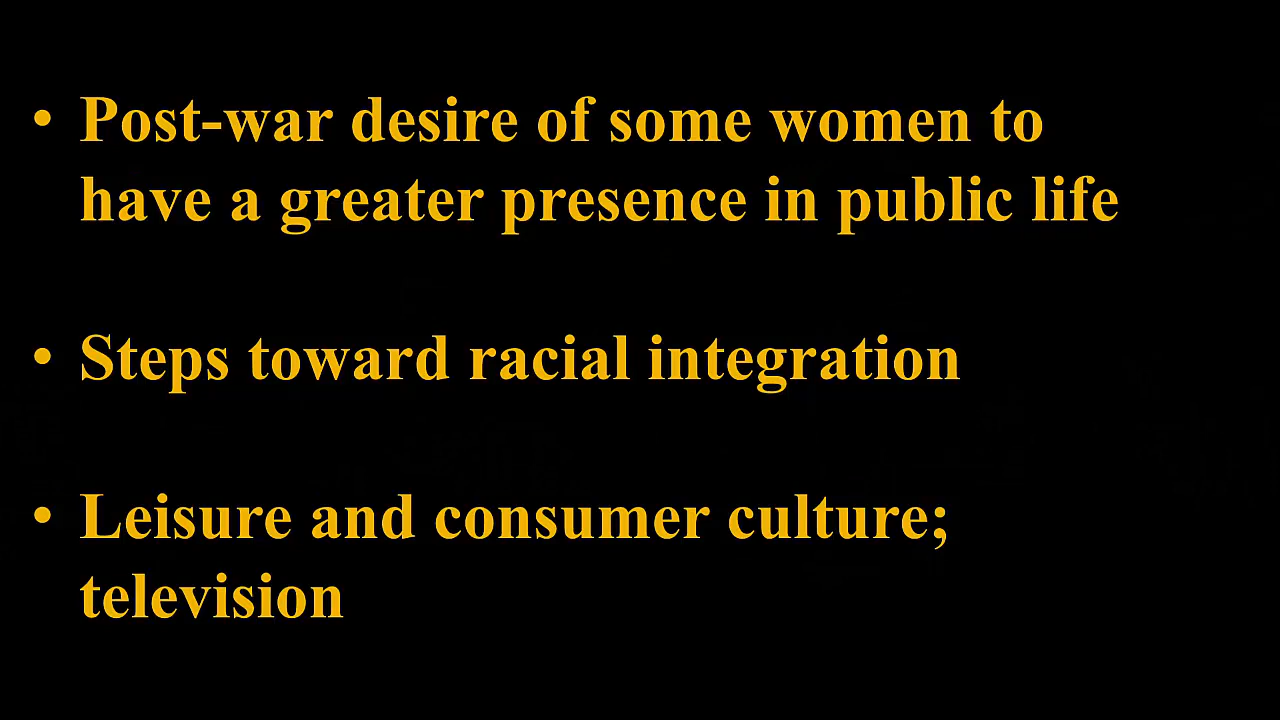 • Post-war desire of some women to
have a greater presence in public life
• Steps toward racial integration
• Leisure and consumer culture;
television